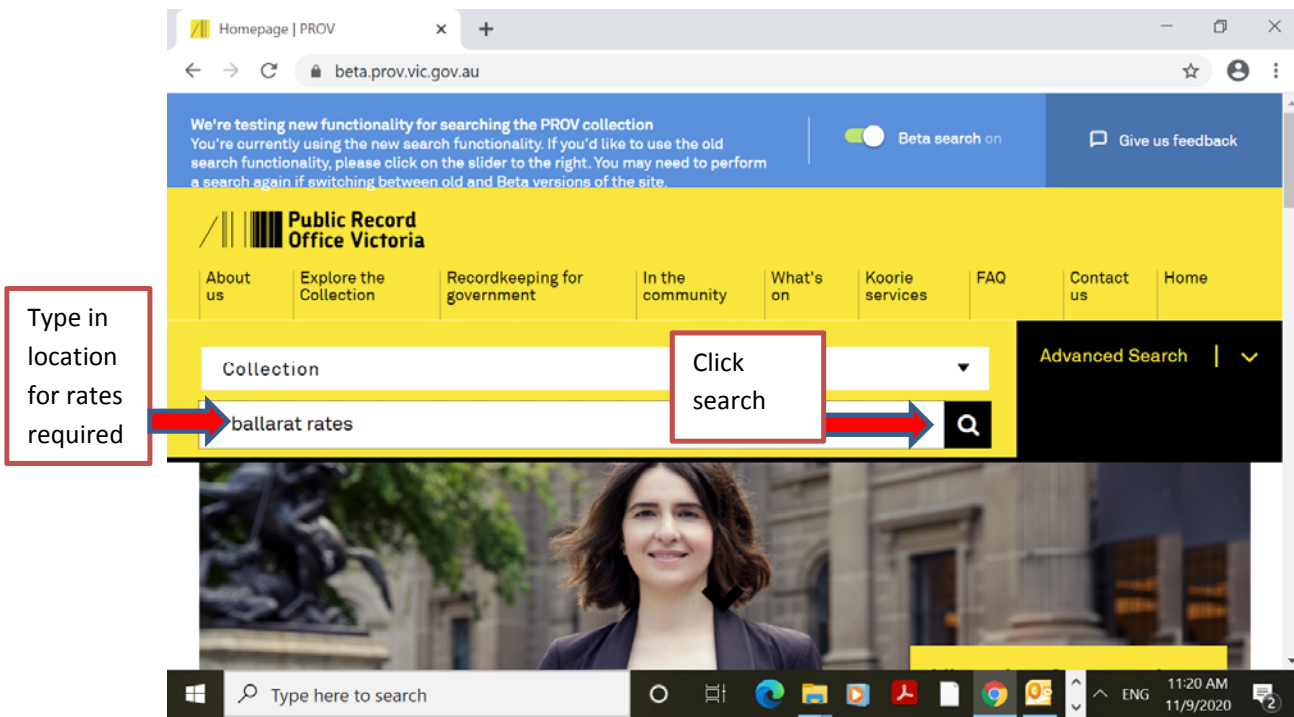 Homepage | PROV
beta.prov.vic.gov.au
We're testing new functionality for searching the PROV collection
You're currently using the new search functionality. If you'd like to use the old
search functionality, please click on the slider to the right. You may need to perform
a search again if switching between old and Beta versions of the site.
Beta search on
Give us feedback
Public Record
Office Victoria
About
us
Explore the
Collection
Recordkeeping for
government
In the
community
What's
on
Koorie
services
FAQ
Contact
us
Home
Type in
location
for rates
required
Collection
Click
search
Advanced Search
ballarat rates
Type here to search
ENG
11:20 AM
11/9/2020
2